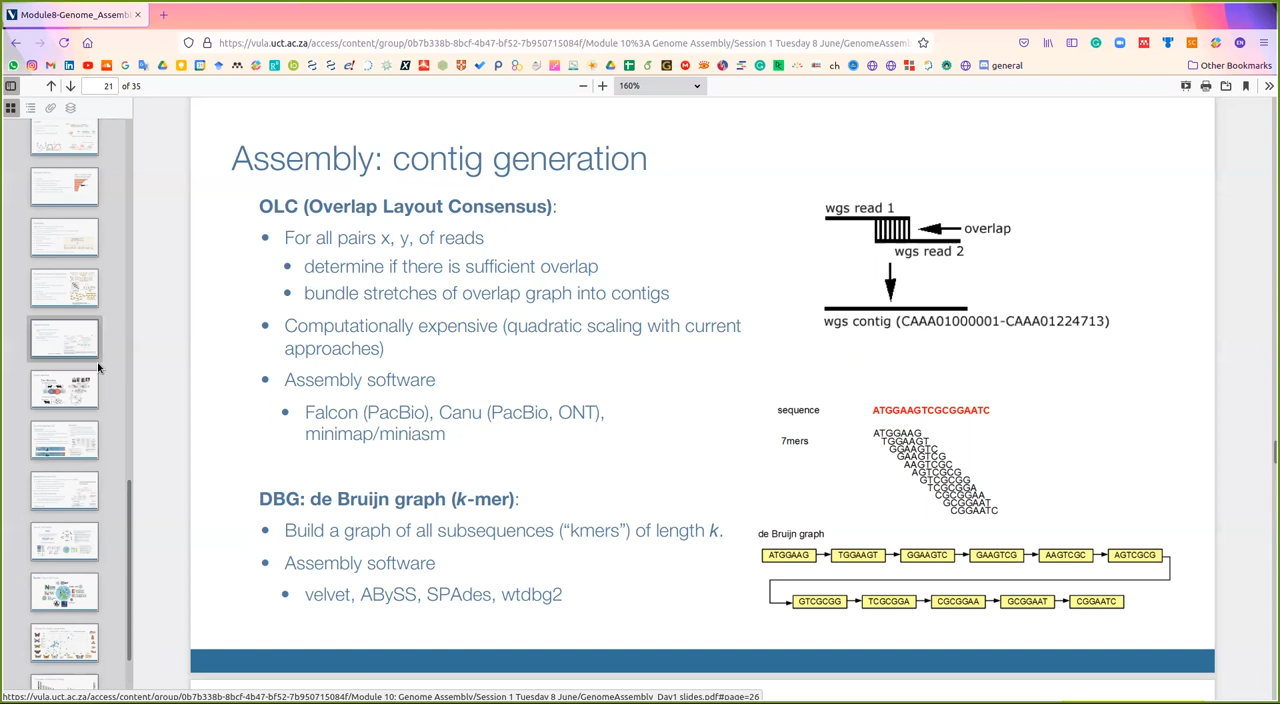 Module8-Genome_Assembl
https://vula.uct.ac.za/access/content/group/0b7b338b-8bcf-4b47-bf52-7b950715084f/Module 10%3A Genome Assembly/Session 1 Tuesday 8 June/GenomeAssemb
ch
general
Other Bookmarks
21 of 35
160%
Assembly: contig generation
OLC (Overlap Layout Consensus):
• For all pairs x, y, of reads
• determine if there is sufficient overlap
• bundle stretches of overlap graph into contigs
• Computationally expensive (quadratic scaling with current
approaches)
• Assembly software
• Falcon (PacBio), Canu (PacBio, ONT),
minimap/miniasm
DBG: de Bruijn graph (k-mer):
• Build a graph of all subsequences (“kmers”) of length k.
• Assembly software
• velvet, ABySS, SPAdes, wtdbg2
wgs read 1
overlap
wgs read 2
wgs contig (CAAA01000001-CAAA01224713)
sequence ATGGAAGTCGCGGAATC
7mers
ATGGAAG
TGGAAGT
GGAAGTC
GAAGTCG
AAGTCGC
AGTCGCG
GTCGCGG
TCGCGGA
CGCGGAA
GCGGAAT
CGGAATC
de Bruijn graph
ATGGAAG TGGAAGT GGAAGTC GAAGTCG AAGTCGC AGTCGCG
GTCGCGG TCGCGGA CGCGGAA GCGGAAT CGGAATC
https://vula.uct.ac.za/access/content/group/0b7b338b-8bcf-4b47-bf52-7b950715084f/Module 10: Genome Assembly/Session 1 Tuesday 8 June/GenomeAssembly_Day1 slides.pdf#page=26